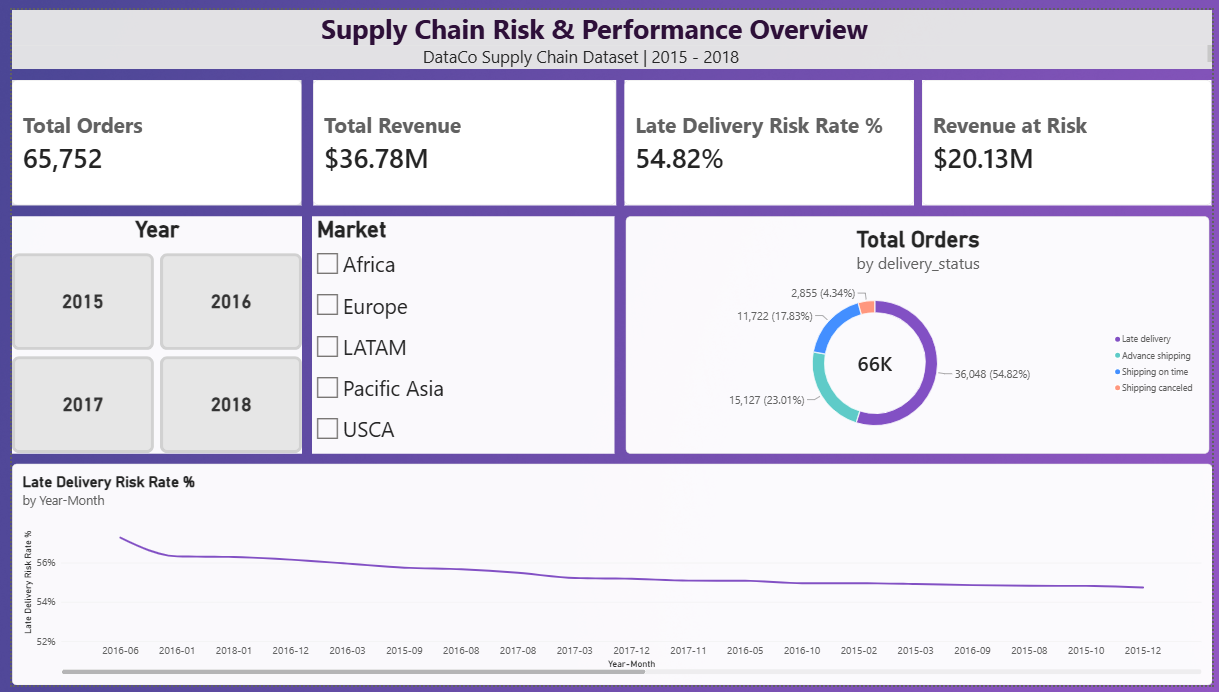 Supply Chain Risk & Performance Overview
DataCo Supply Chain Dataset | 2015 - 2018
Total Orders
65,752
Total Revenue
$36.78M
Late Delivery Risk Rate %
54.82%
Revenue at Risk
$20.13M
Year
2015
2016
2017
2018
Market
Africa
Europe
LATAM
Pacific Asia
USCA
Total Orders
by delivery_status
2,855 (4.34%)
11,722 (17.83%)
66K
36,048 (54.82%)
15,127 (23.01%)
Late delivery
Advance shipping
Shipping on time
Shipping canceled
Late Delivery Risk Rate %
by Year-Month
Late Delivery Risk Rate %
56%
54%
52%
2016-06 2016-01 2018-01 2016-12 2016-03 2015-09 2016-08 2017-08 2017-03 2017-12 2017-11 2016-05 2016-10 2015-02 2015-03 2016-09 2015-08 2015-10 2015-12
Year-Month